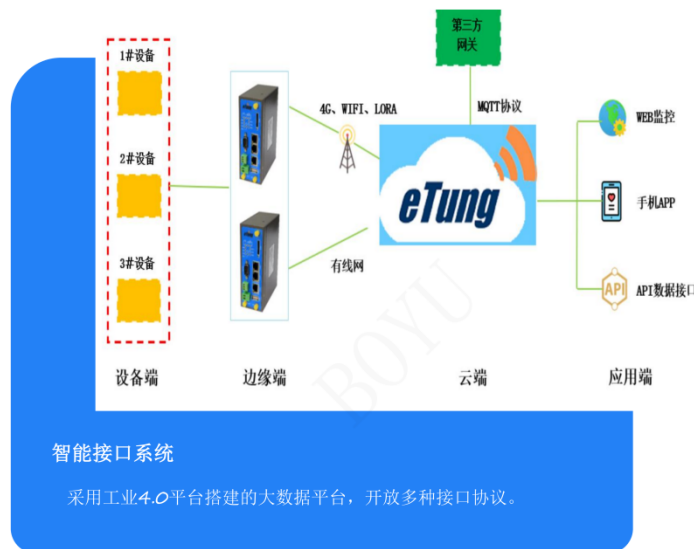 第三方
网关
1#设备
4G、WIFI、LORA
MQTT协议
WEB监控
2#设备
eTung
手机APP
3#设备
有线网
API
API数据接口
设备端
边缘端
云端
应用端
BOYU
智能接口系统
采用工业4.0平台搭建的大数据平台，开放多种接口协议。